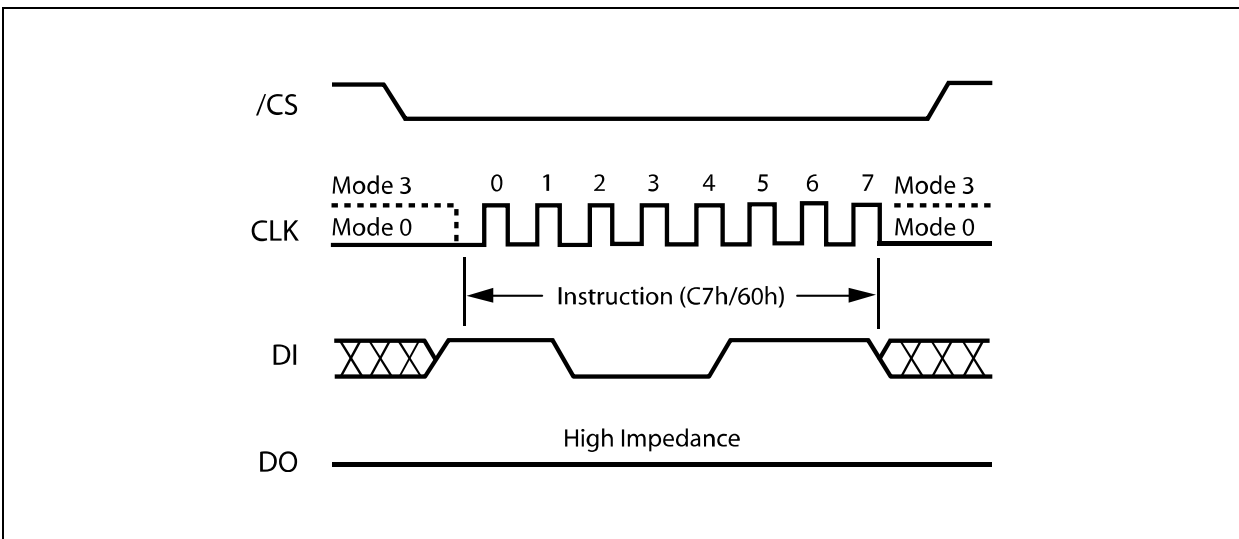 /CS
Mode 3
0 1 2 3 4 5 6 7
Mode 3
CLK
Mode 0
Mode 0
Instruction (C7h/60h)
DI
High Impedance
DO